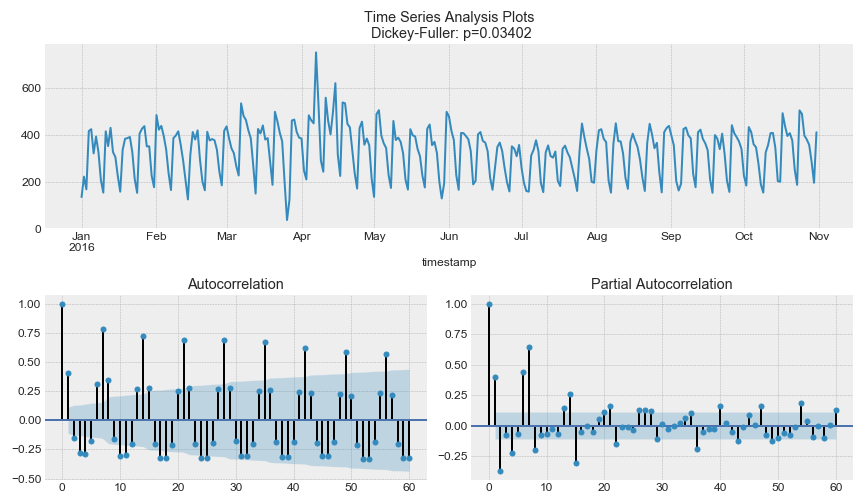 Time Series Analysis Plots
Dickey-Fuller: p=0.03402
600
400
200
0
Jan Feb Mar Apr May Jun Jul Aug Sep Oct Nov
2016
timestamp
Autocorrelation
1.00
0.75
0.50
0.25
0.00
−0.25
−0.50
0 10 20 30 40 50 60
Partial Autocorrelation
1.00
0.75
0.50
0.25
0.00
−0.25
0 10 20 30 40 50 60